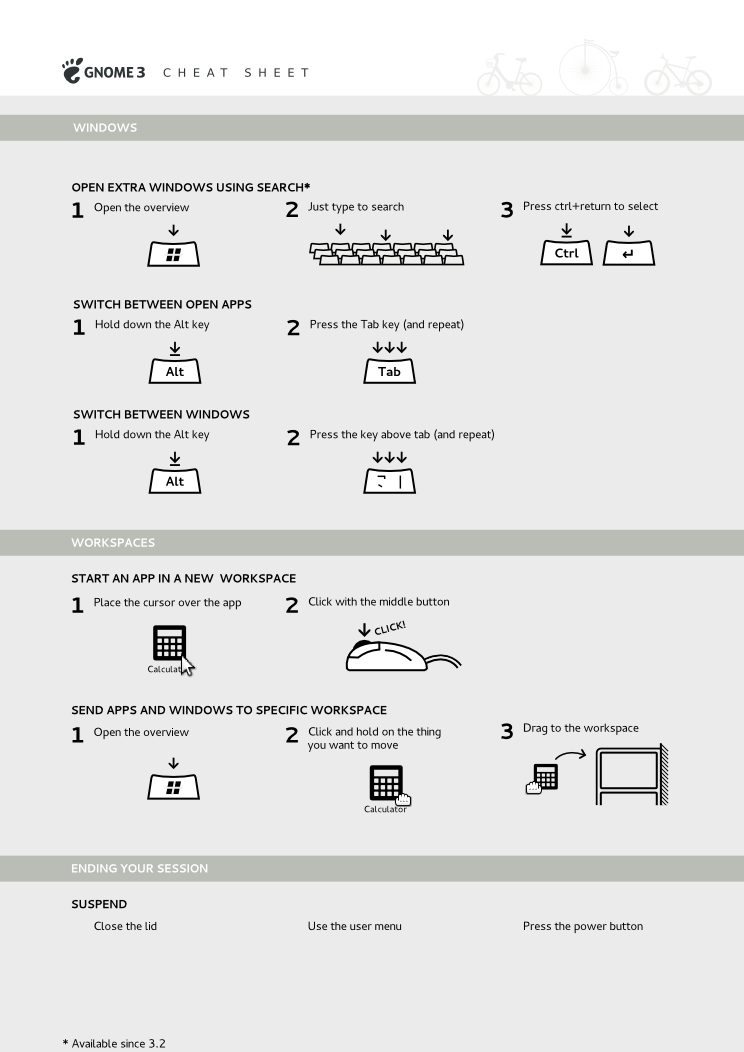 GNOME 3 CHEAT SHEET
WINDOWS
OPEN EXTRA WINDOWS USING SEARCH*
1 Open the overview
2 Just type to search
3 Press ctrl+return to select
Ctrl
SWITCH BETWEEN OPEN APPS
1 Hold down the Alt key
2 Press the Tab key (and repeat)
Alt
Tab
SWITCH BETWEEN WINDOWS
1 Hold down the Alt key
2 Press the key above tab (and repeat)
Alt
WORKSPACES
START AN APP IN A NEW WORKSPACE
1 Place the cursor over the app
2 Click with the middle button
CLICK!
Calculat
SEND APPS AND WINDOWS TO SPECIFIC WORKSPACE
1 Open the overview
2 Click and hold on the thing
you want to move
3 Drag to the workspace
Calculator
ENDING YOUR SESSION
SUSPEND
Close the lid
Use the user menu
Press the power button
* Available since 3.2